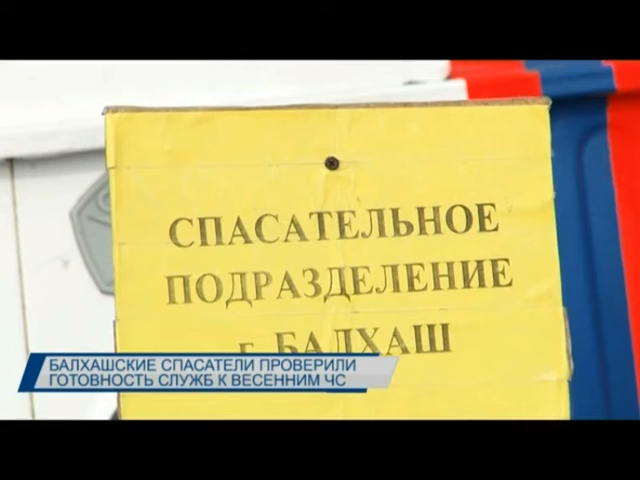 СПАСАТЕЛЬНОЕ
ПОДРАЗДЕЛЕНИЕ
г. БАЛХАШ
БАЛХАШСКИЕ СПАСАТЕЛИ ПРОВЕРИЛИ
ГОТОВНОСТЬ СЛУЖБ К ВЕСЕННИМ ЧС